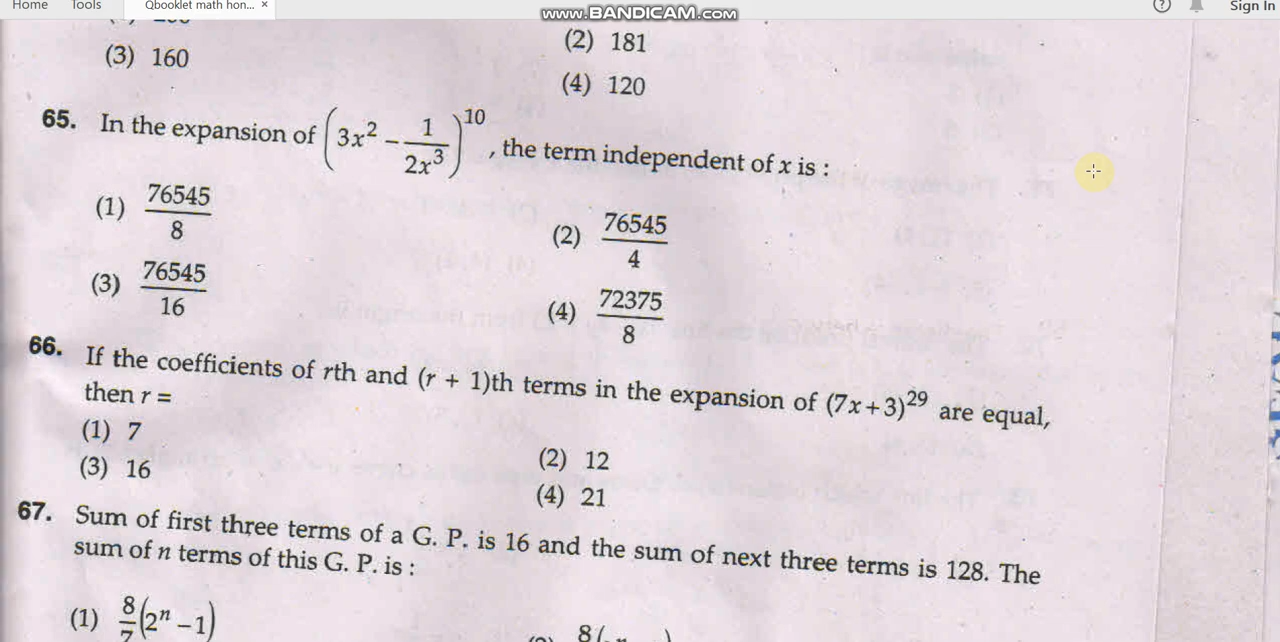 Home Tools Qbooklet math hon... × Sign In
www.BANDICAM.com
(3) 160
(2) 181
(4) 120
65. In the expansion of (3x² − 1/(2x³))^10, the term independent of x is :
(1) 76545/8
(2) 76545/4
(3) 76545/16
(4) 72375/8
66. If the coefficients of rth and (r + 1)th terms in the expansion of (7x+3)^29 are equal,
then r =
(1) 7
(2) 12
(3) 16
(4) 21
67. Sum of first three terms of a G. P. is 16 and the sum of next three terms is 128. The
sum of n terms of this G. P. is :
(1) 8/7(2ⁿ − 1)